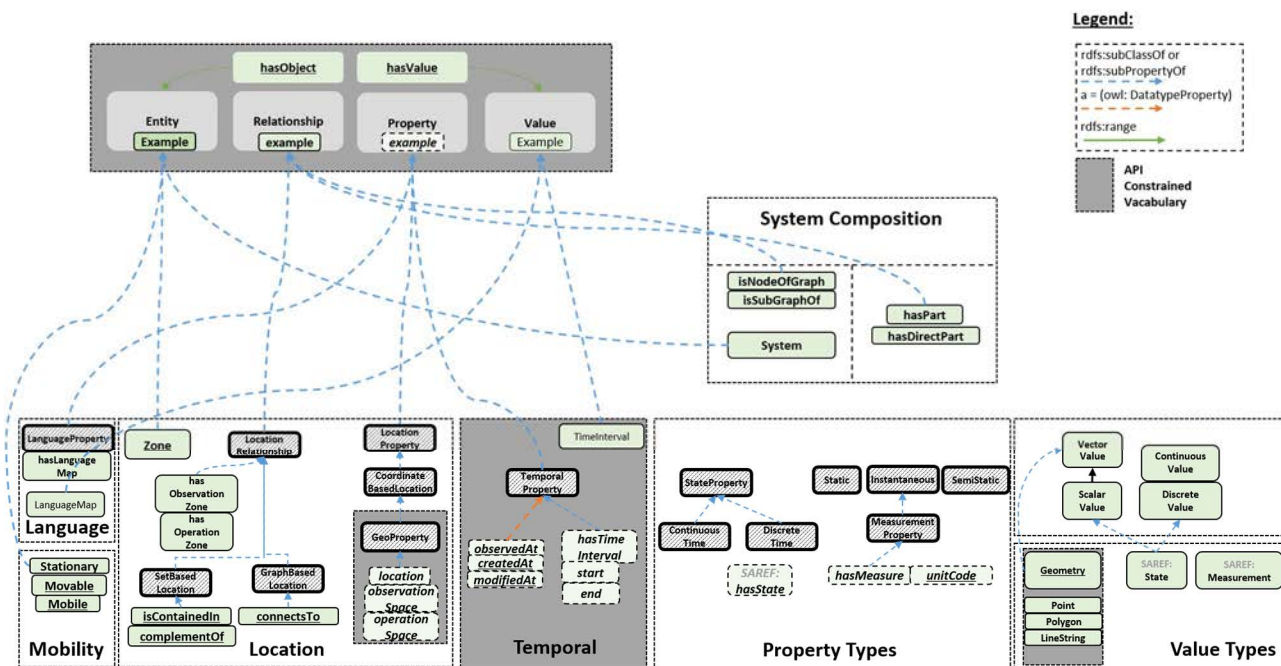 Legend:
rdfs:subClassOf or
rdfs:subPropertyOf
a = (owl: DatatypeProperty)
rdfs:range
API
Constrained
Vacabulary
hasObject
hasValue
Entity
Example
Relationship
example
Property
example
Value
Example
System Composition
isNodeOfGraph
isSubGraphOf
System
hasPart
hasDirectPart
LanguageProperty
hasLanguage
Map
LanguageMap
Language
Stationary
Movable
Mobile
Mobility
Zone
Location
Relationship
has
Observation
Zone
has
Operation
Zone
SetBased
Location
GraphBased
Location
isContainedIn
complementOf
connectsTo
Location
Property
Coordinate
BasedLocation
GeoProperty
location
observation
Space
operation
Space
Location
TimeInterval
Temporal
Property
observedAt
createdAt
modifiedAt
hasTime
Interval
start
end
Temporal
StateProperty
Continuous
Time
Discrete
Time
SAREF:
hasState
Static
Instantaneous
SemiStatic
Measurement
Property
hasMeasure
unitCode
Property Types
Vector
Value
Scalar
Value
Continuous
Value
Discrete
Value
Geometry
Point
Polygon
LineString
SAREF:
State
SAREF:
Measurement
Value Types